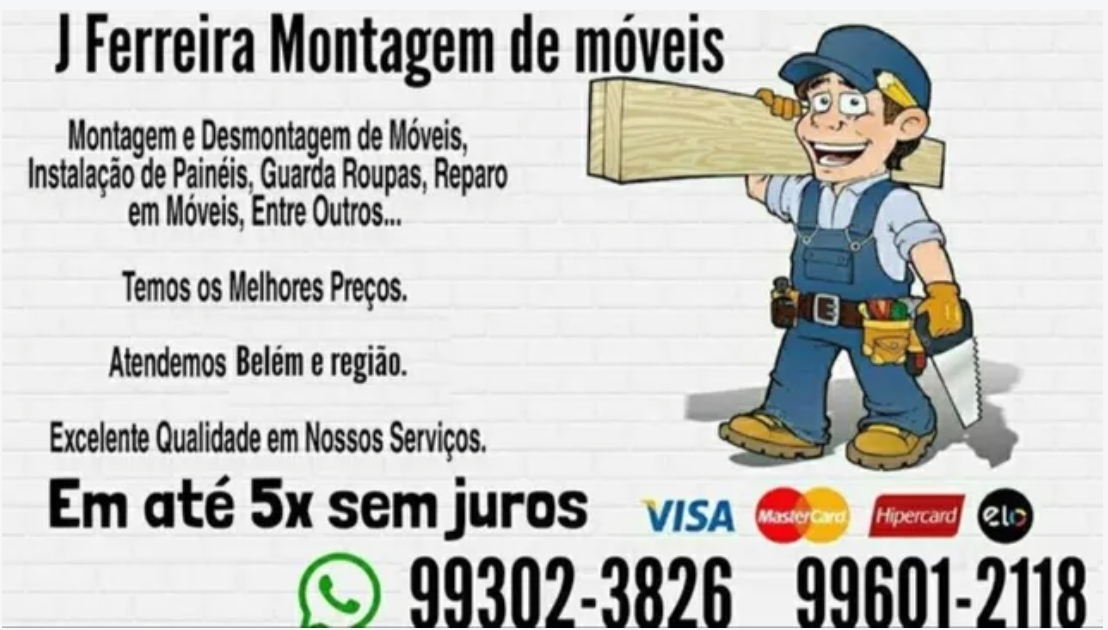 J Ferreira Montagem de móveis
Montagem e Desmontagem de Móveis,
Instalação de Painéis, Guarda Roupas, Reparo
em Móveis, Entre Outros...
Temos os Melhores Preços.
Atendemos Belém e região.
Excelente Qualidade em Nossos Serviços.
Em até 5x sem juros
VISA MasterCard Hipercard elo
99302-3826 99601-2118